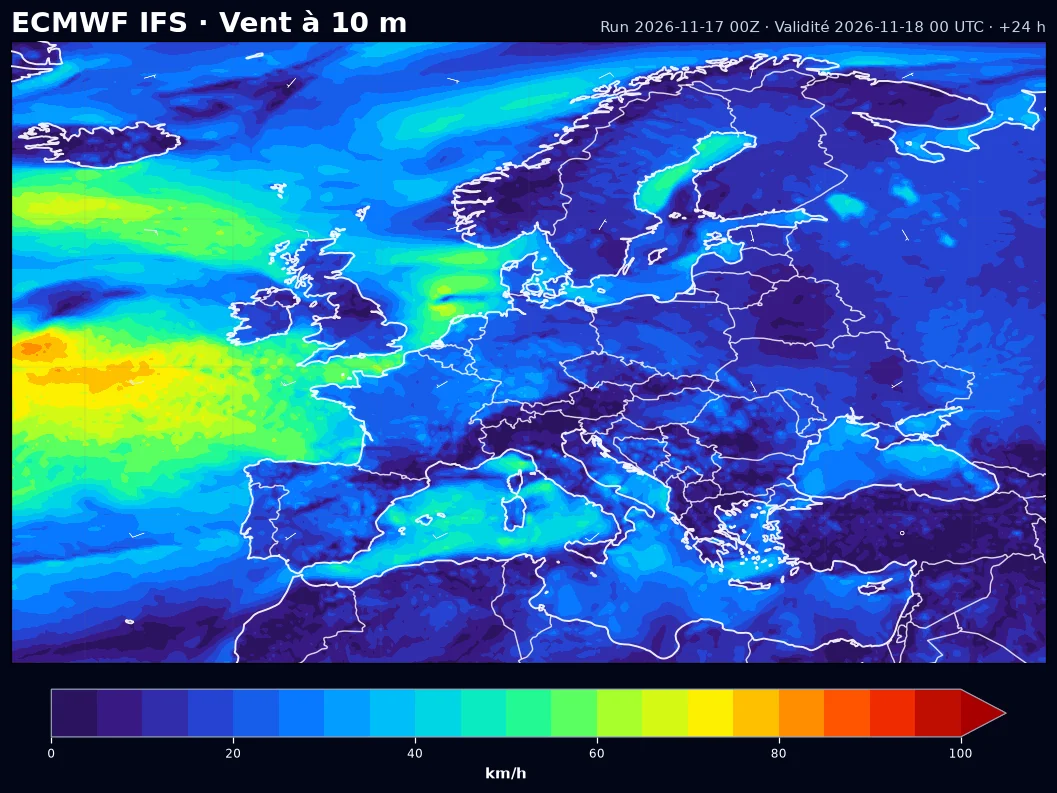 ECMWF IFS · Vent à 10 m
Run 2026-11-17 00Z · Validité 2026-11-18 00 UTC · +24 h
0 20 40 60 80 100
km/h